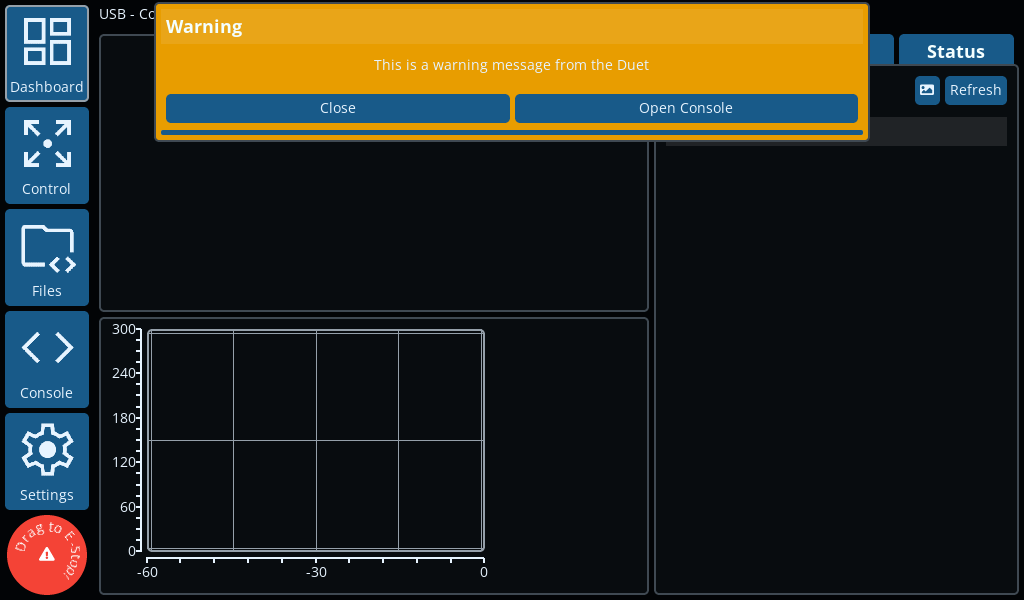 Dashboard
Control
Files
Console
Settings
Drag to E-Stop!
USB - Co
Warning
This is a warning message from the Duet
Close
Open Console
Status
Refresh
300
240
180
120
60
0
-60
-30
0